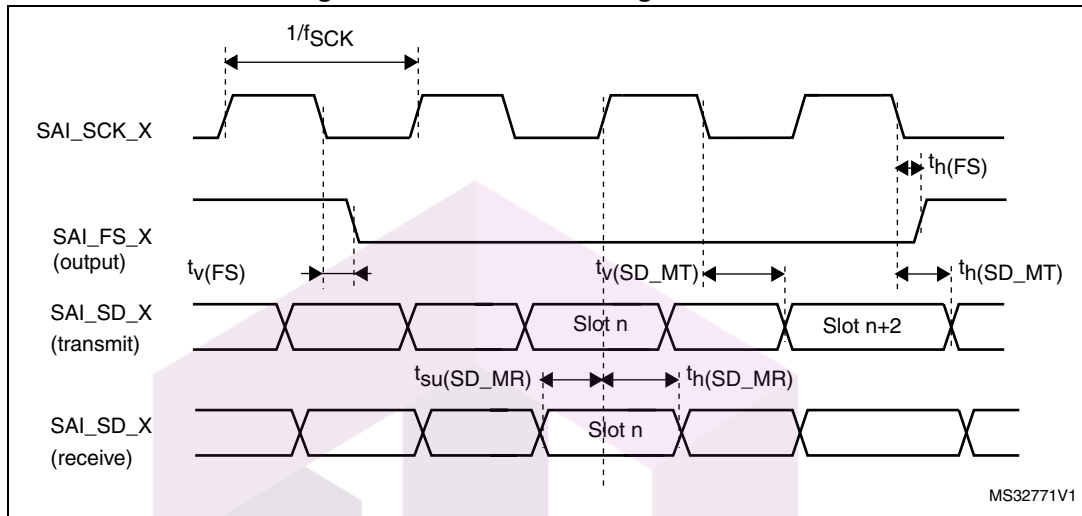 1/fSCK
SAI_SCK_X
th(FS)
SAI_FS_X
(output)
tv(FS)
tv(SD_MT)
th(SD_MT)
SAI_SD_X
(transmit)
Slot n
Slot n+2
tsu(SD_MR)
th(SD_MR)
SAI_SD_X
(receive)
Slot n
MS32771V1